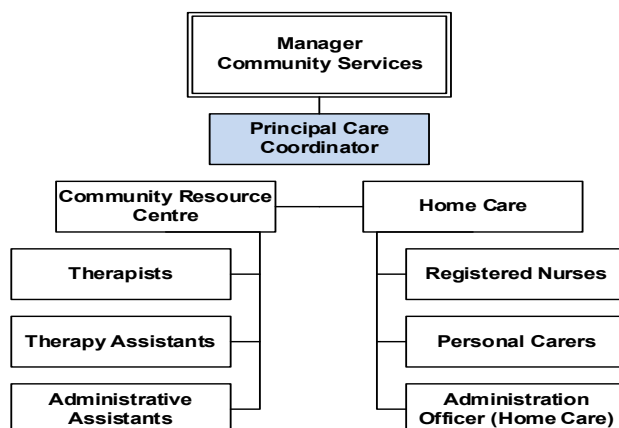 Manager
Community Services
Principal Care
Coordinator
Community Resource
Centre
Home Care
Therapists
Registered Nurses
Therapy Assistants
Personal Carers
Administrative
Assistants
Administration
Officer (Home Care)